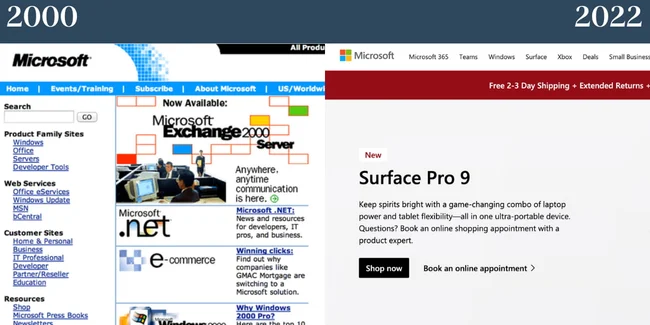 2000
2022
Microsoft
All Produ
Home | Events/Training | Subscribe | About Microsoft | US/Worldwi
Search
GO
Product Family Sites
Windows
Office
Servers
Developer Tools
Web Services
Office eServices
Windows Update
MSN
bCentral
Customer Sites
Home & Personal
Business
IT Professional
Developer
Partner/Reseller
Education
Resources
Shop
Microsoft Press Books
Newsletters
Now Available:
Microsoft
Exchange 2000
Server
Anywhere,
anytime
communication
is here.
Microsoft
.net
Microsoft .NET:
News and resources
for developers, IT
pros, and business.
e-commerce
Winning clicks:
Find out why
companies like
GMAC Mortgage are
switching to a
Microsoft solution.
Microsoft
Windows 2000
Why Windows
2000 Pro?
Here are the top 10
Microsoft
Microsoft 365 Teams Windows Surface Xbox Deals Small Business
Free 2-3 Day Shipping + Extended Returns +
New
Surface Pro 9
Keep spirits bright with a game-changing combo of laptop
power and tablet flexibility—all in one ultra-portable device.
Questions? Book an online shopping appointment with a
product expert.
Shop now
Book an online appointment >